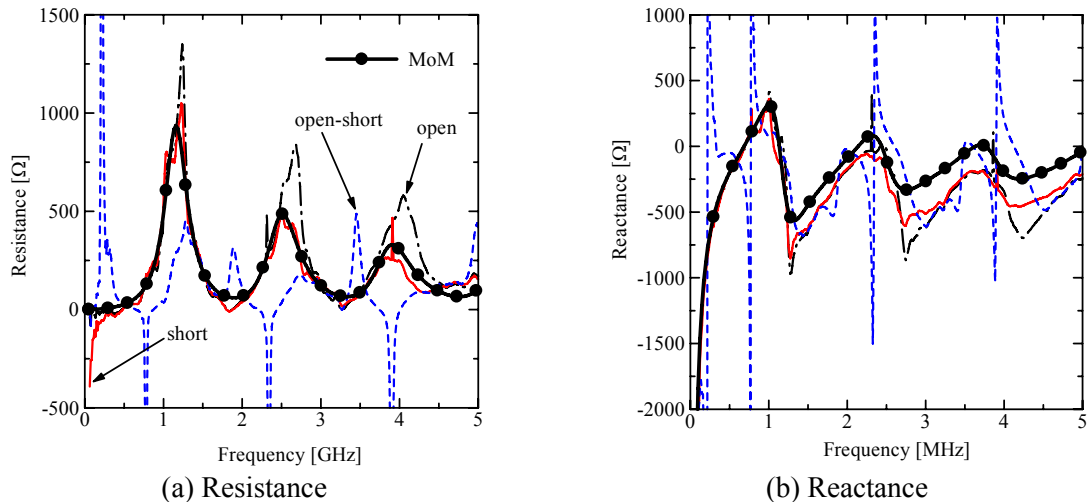 1500
1000
500
0
-500
Resistance [Ω]
0 1 2 3 4 5
Frequency [GHz]
MoM
open-short
open
short
(a) Resistance
1000
500
0
-500
-1000
-1500
-2000
Reactance [Ω]
0 1 2 3 4 5
Frequency [MHz]
(b) Reactance